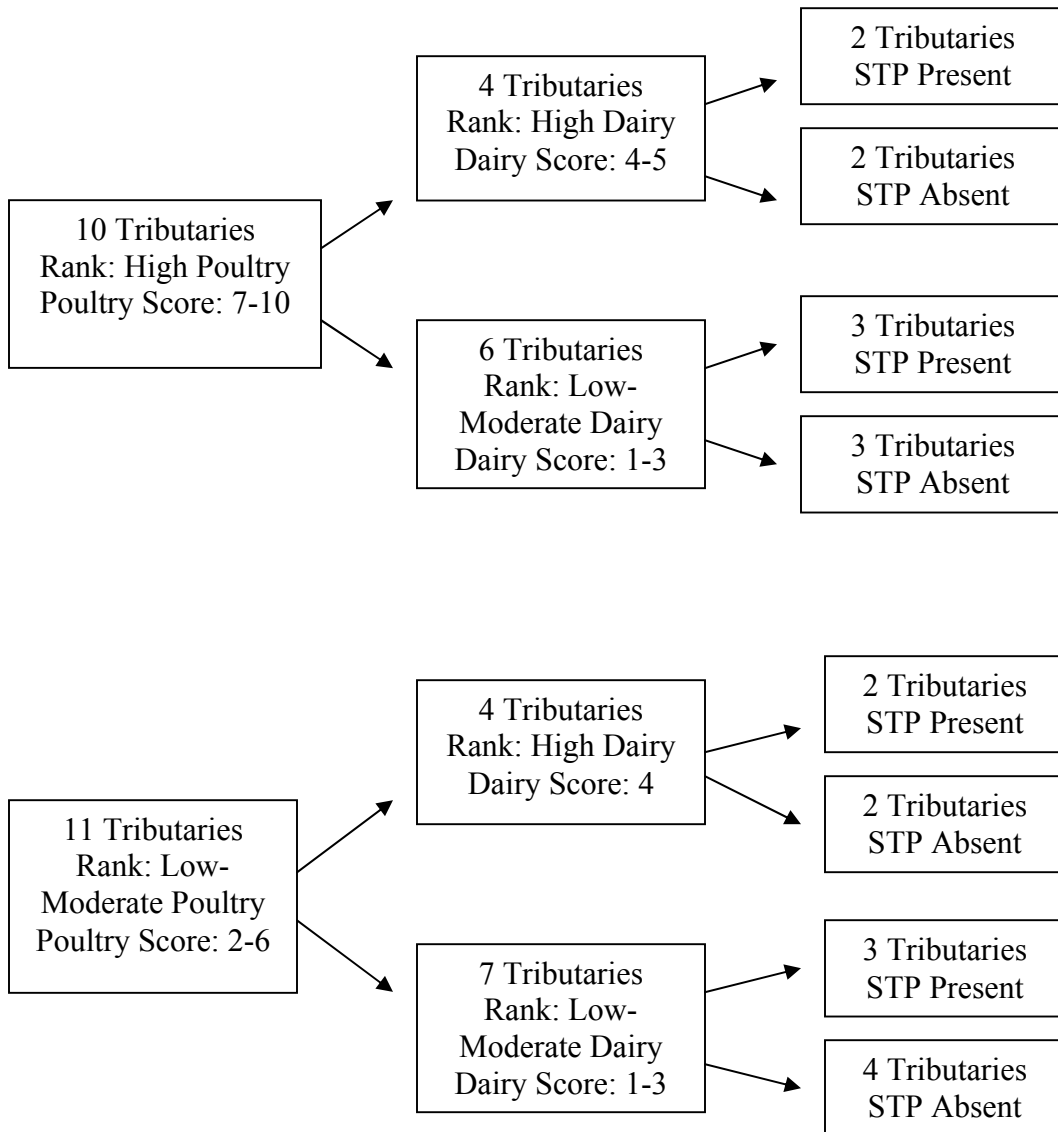 10 Tributaries
Rank: High Poultry
Poultry Score: 7-10
4 Tributaries
Rank: High Dairy
Dairy Score: 4-5
2 Tributaries
STP Present
2 Tributaries
STP Absent
6 Tributaries
Rank: Low-
Moderate Dairy
Dairy Score: 1-3
3 Tributaries
STP Present
3 Tributaries
STP Absent
11 Tributaries
Rank: Low-
Moderate Poultry
Poultry Score: 2-6
4 Tributaries
Rank: High Dairy
Dairy Score: 4
2 Tributaries
STP Present
2 Tributaries
STP Absent
7 Tributaries
Rank: Low-
Moderate Dairy
Dairy Score: 1-3
3 Tributaries
STP Present
4 Tributaries
STP Absent